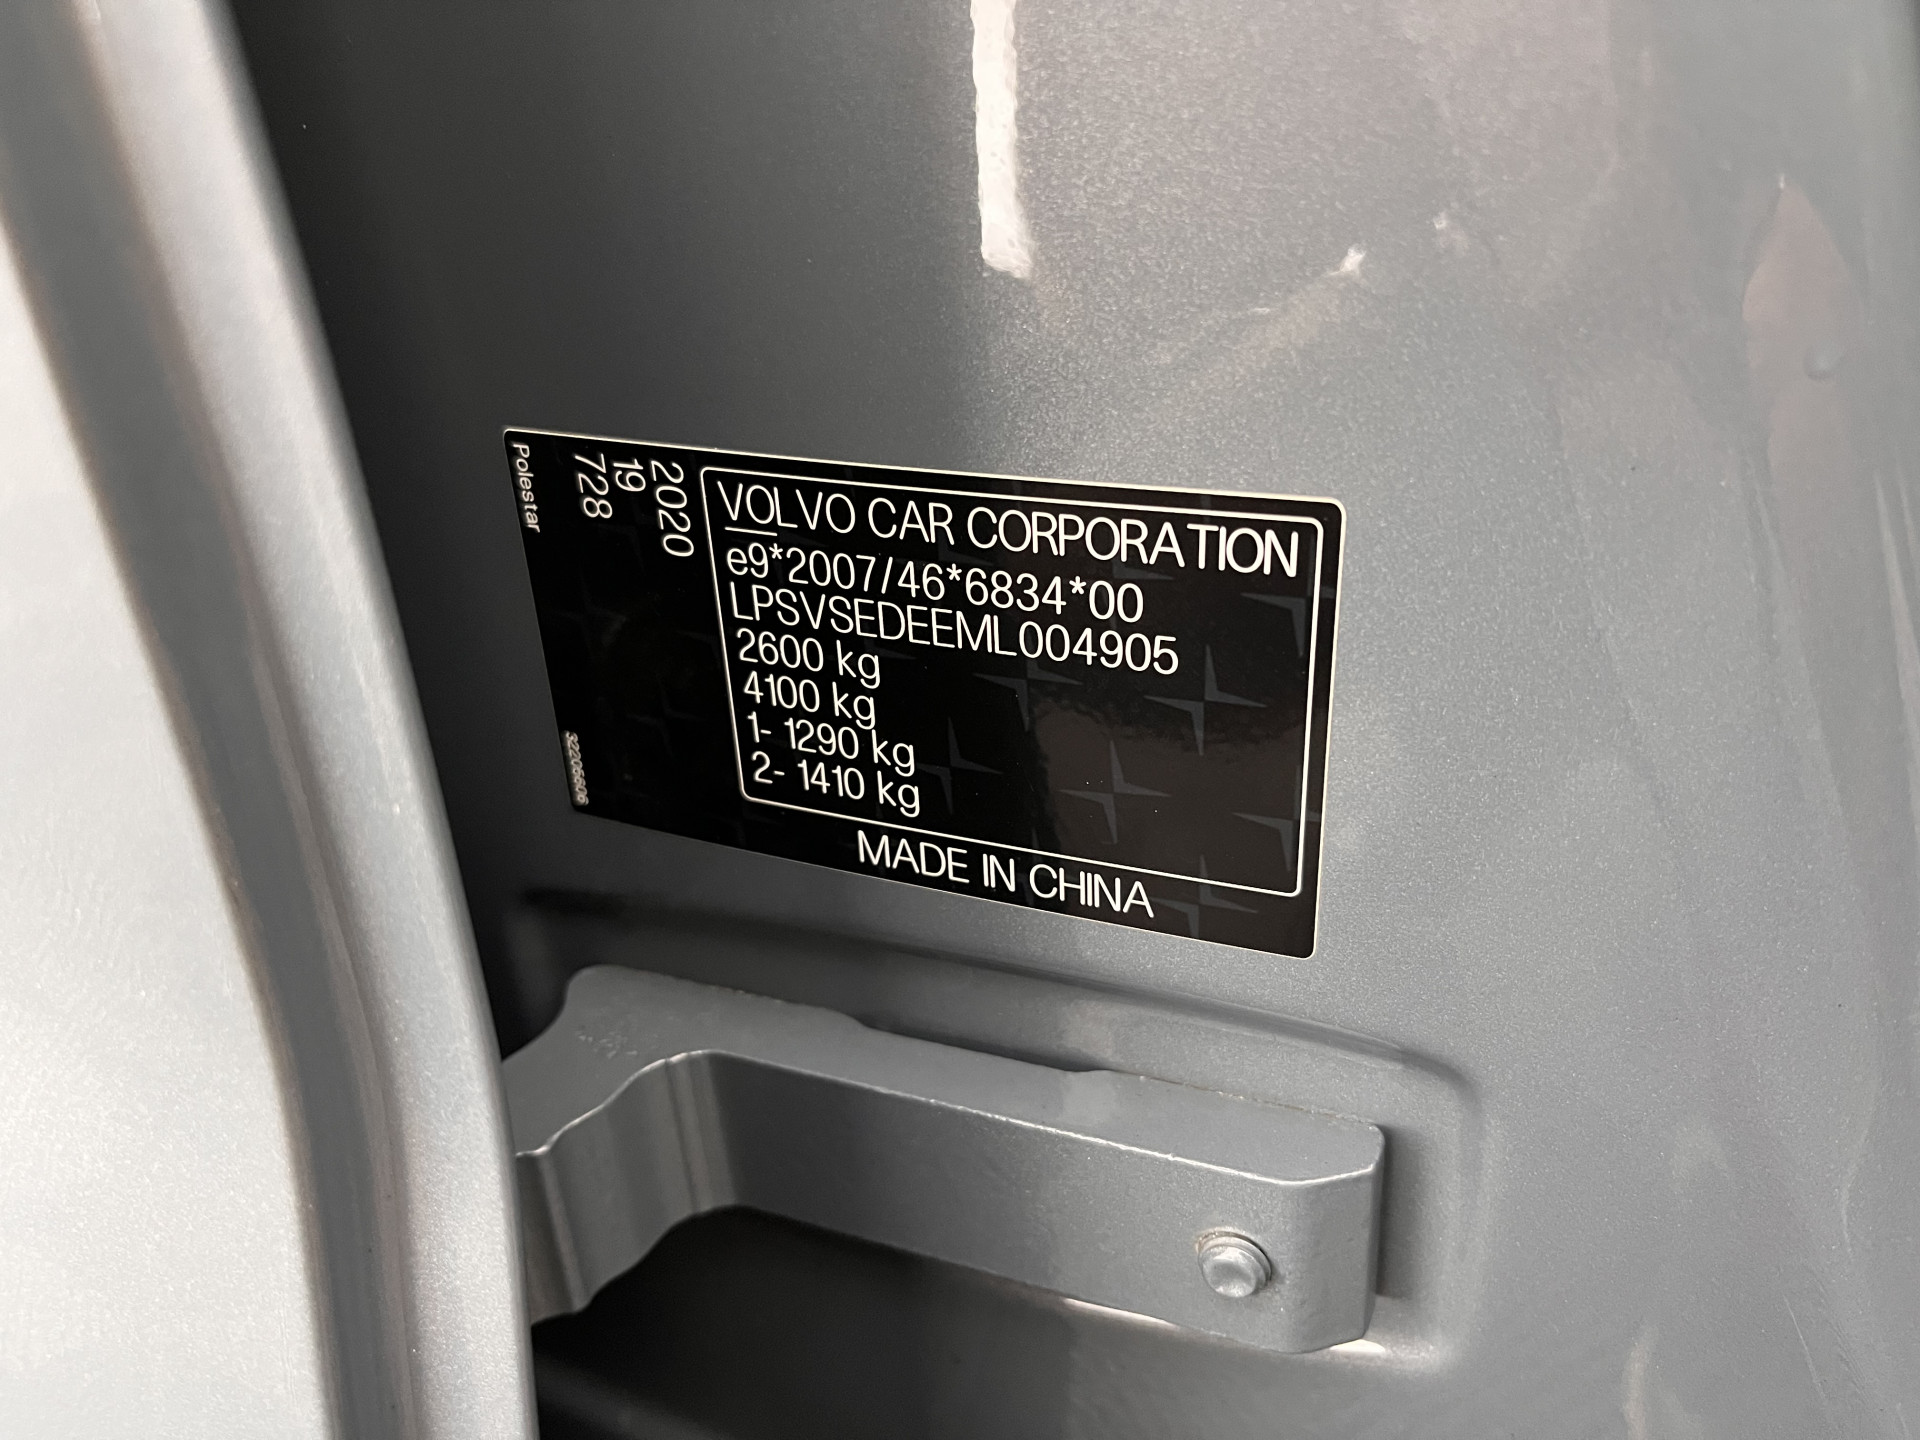 VOLVO CAR CORPORATION
e9*2007/46*6834*00
LPSVSEDEEML004905
2600 kg
4100 kg
1- 1290 kg
2- 1410 kg
MADE IN CHINA
2020
19
728
Polestar
32206606